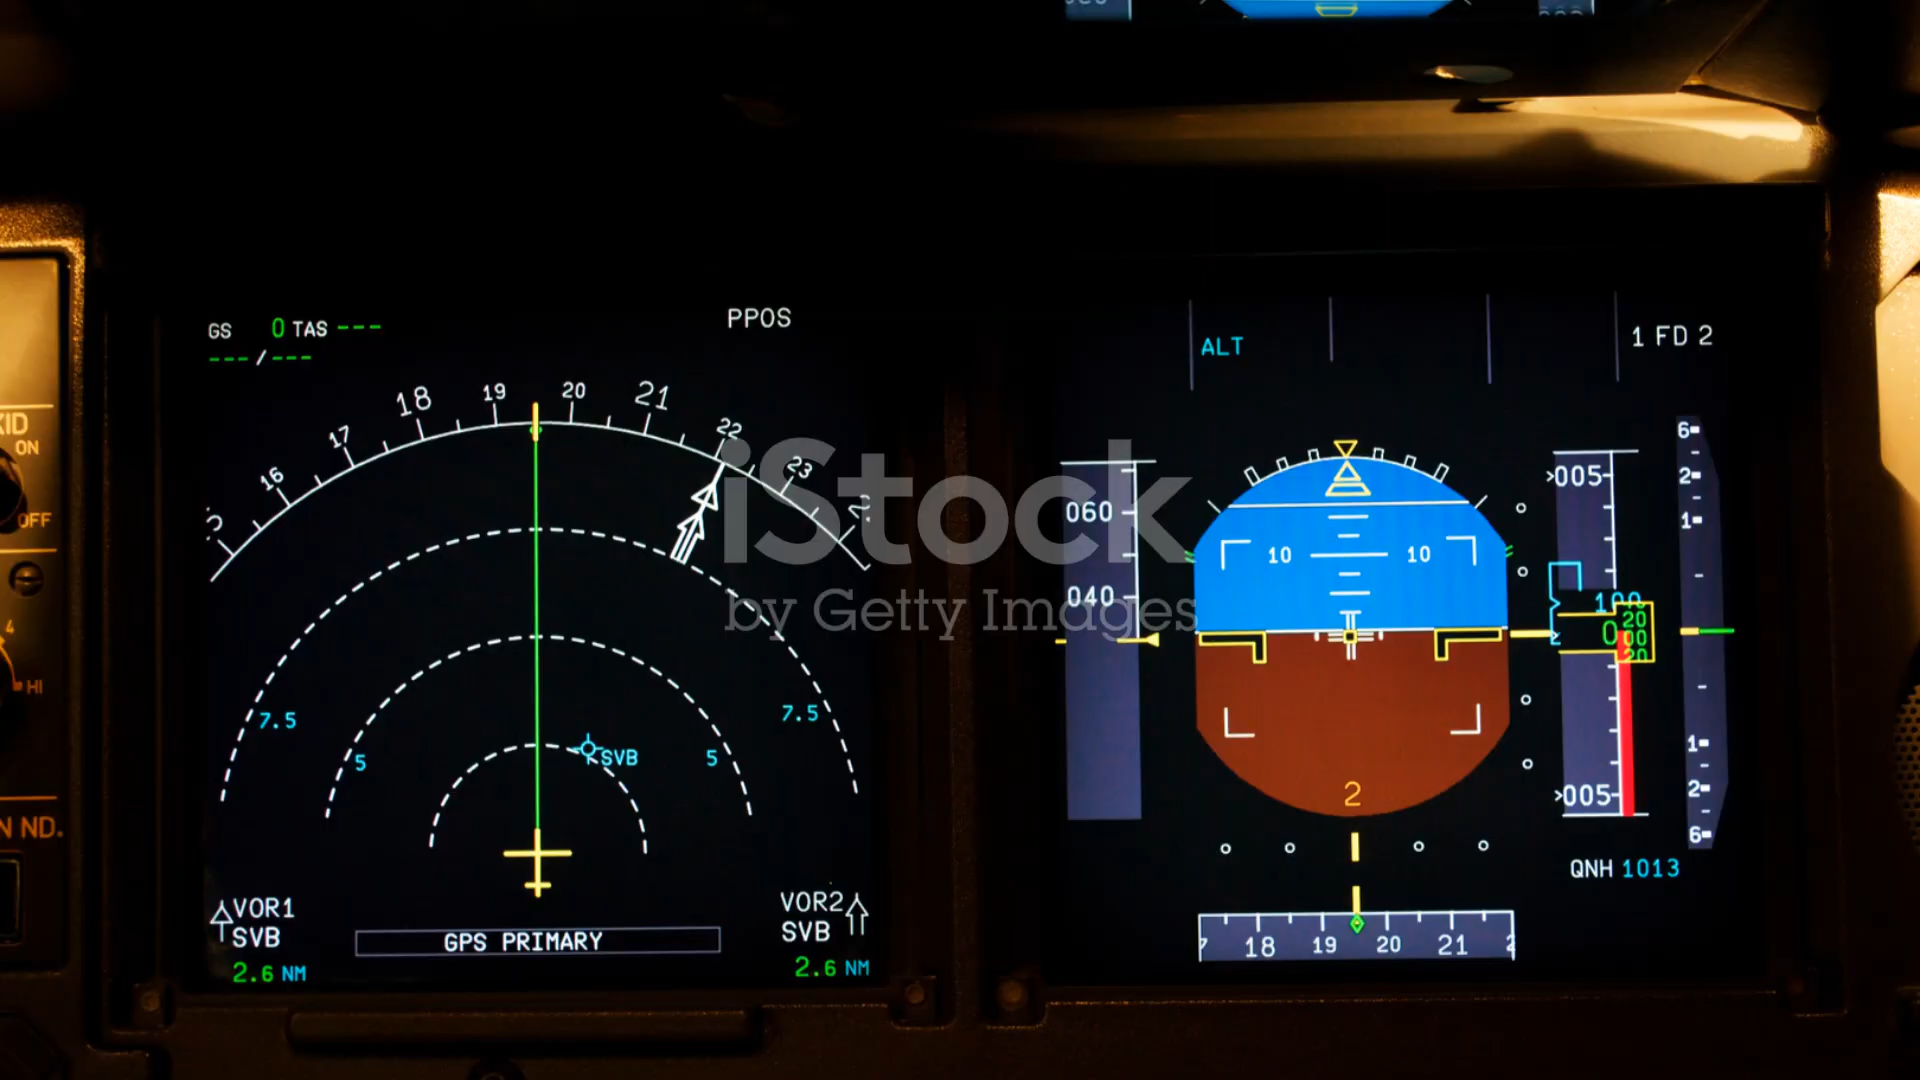 GS 0 TAS ---
---/---
PPOS
16 17 18 19 20 21 22 23
7.5 7.5
5 5
SVB
VOR1
SVB
2.6 NM
GPS PRIMARY
VOR2
SVB
2.6 NM
ALT
1 FD 2
060
040
10 10
2
18 19 20 21
005
100
0
20
00
20
005
6
2
1
1
2
6
QNH 1013
ON
OFF
4
HI
N ND.
iStock
by Getty Images